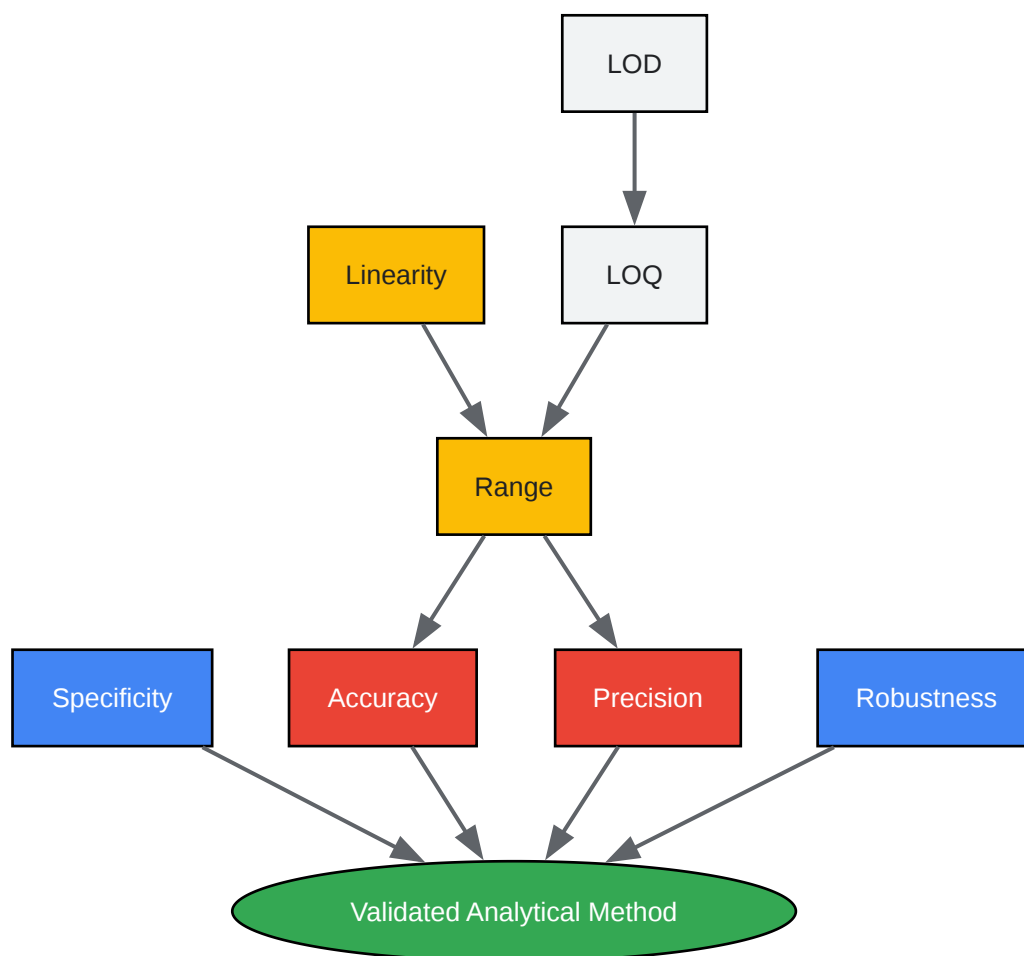 LOD
Linearity
LOQ
Range
Specificity
Accuracy
Precision
Robustness
Validated Analytical Method